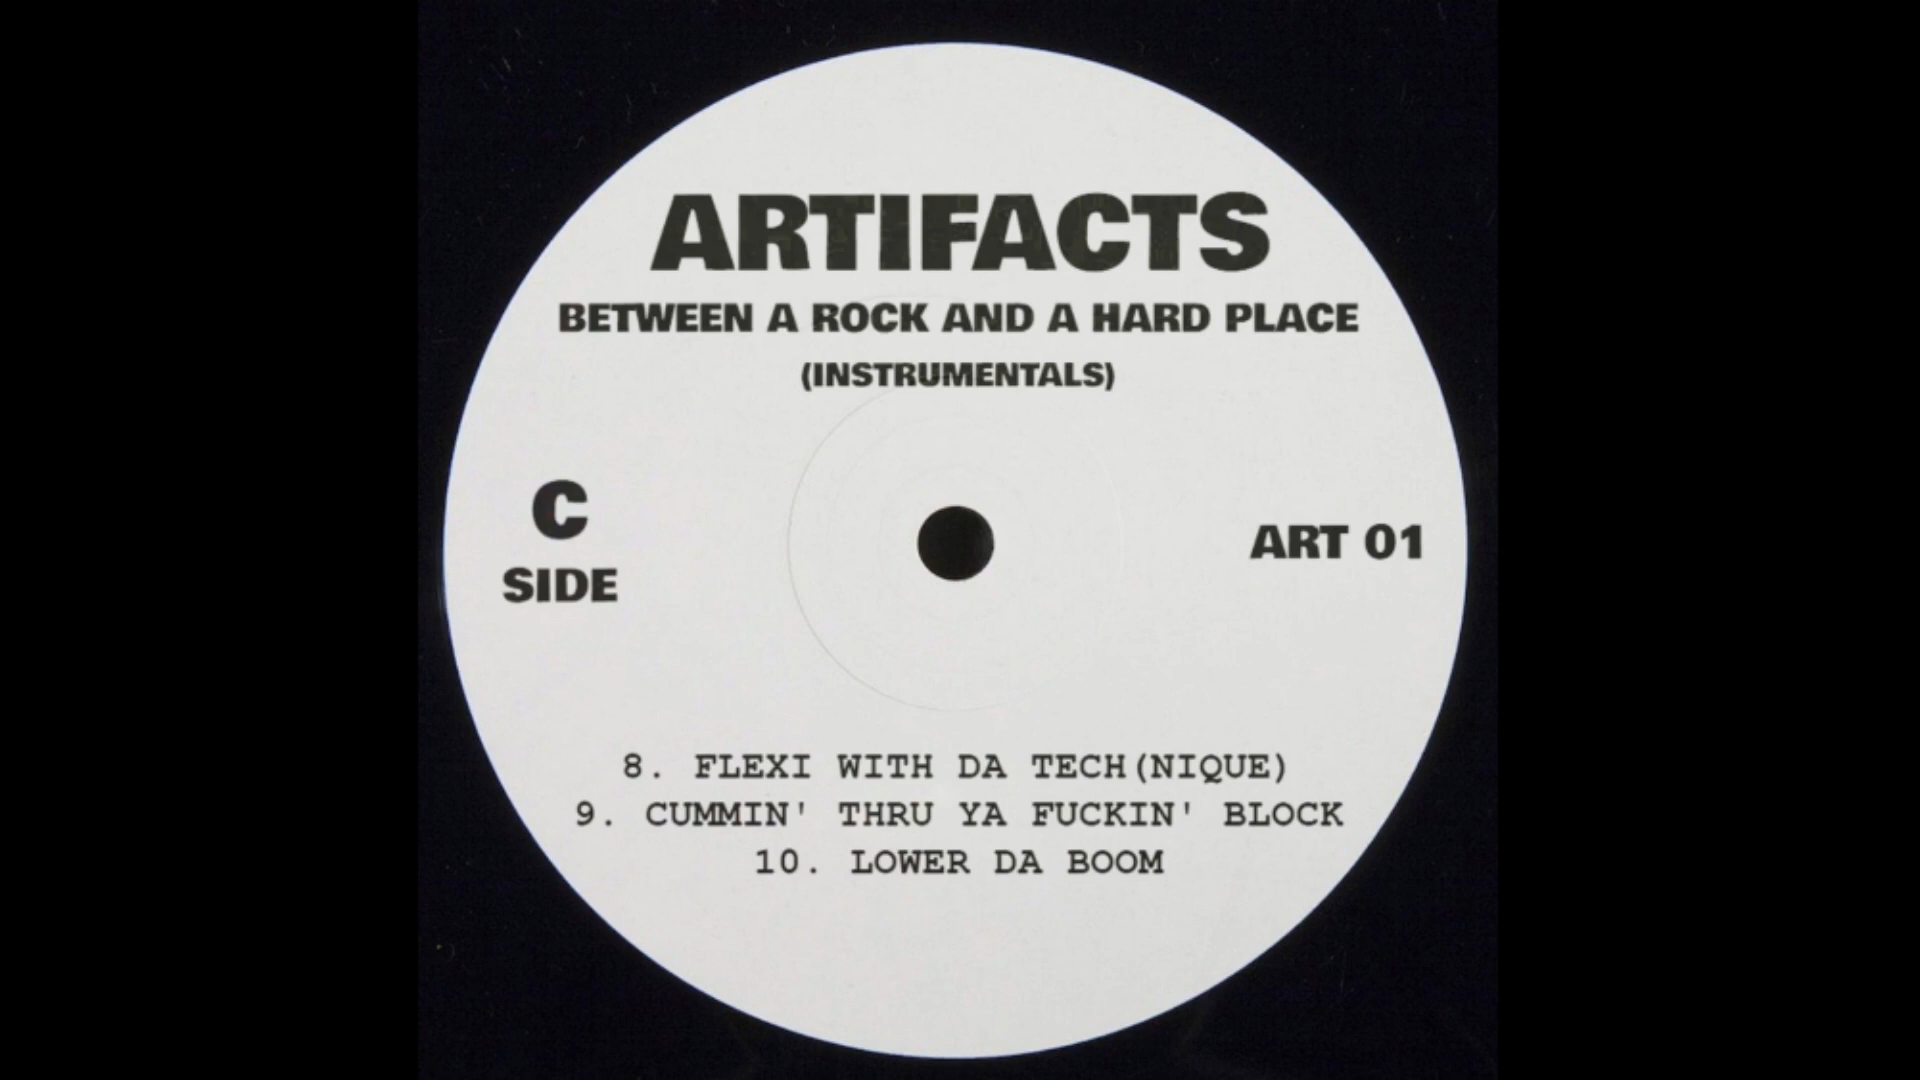 ARTIFACTS
BETWEEN A ROCK AND A HARD PLACE
(INSTRUMENTALS)
C
SIDE
ART 01
8. FLEXI WITH DA TECH(NIQUE)
9. CUMMIN' THRU YA FUCKIN' BLOCK
10. LOWER DA BOOM